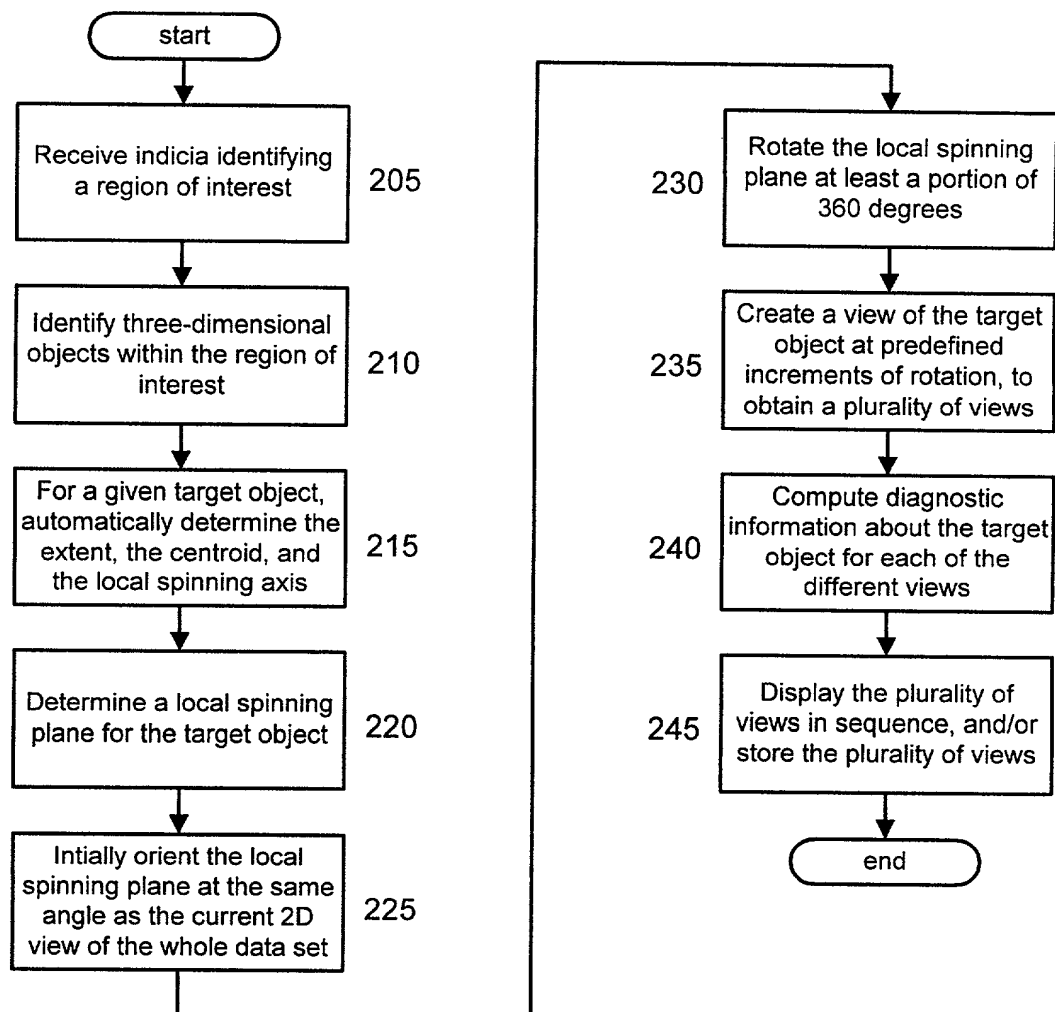 start
Receive indicia identifying
a region of interest
205
Identify three-dimensional
objects within the region of
interest
210
For a given target object,
automatically determine the
extent, the centroid, and
the local spinning axis
215
Determine a local spinning
plane for the target object
220
Intially orient the local
spinning plane at the same
angle as the current 2D
view of the whole data set
225
Rotate the local spinning
plane at least a portion of
360 degrees
230
Create a view of the target
object at predefined
increments of rotation, to
obtain a plurality of views
235
Compute diagnostic
information about the target
object for each of the
different views
240
Display the plurality of
views in sequence, and/or
store the plurality of views
245
end